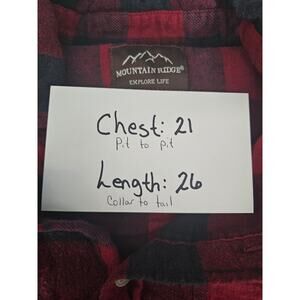 MOUNTAIN RIDGE®
EXPLORE LIFE
Chest: 21
Pit to pit
Length: 26
Collar to tail